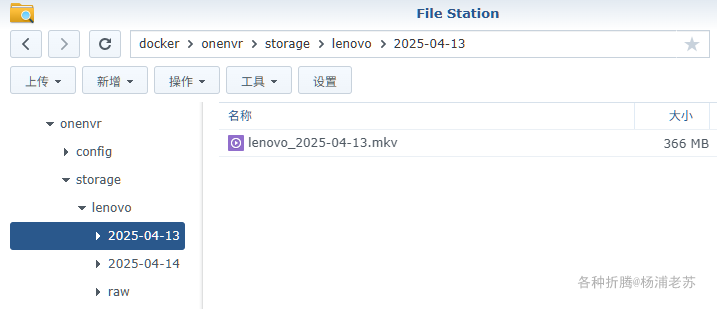 File Station
docker > onenvr > storage > lenovo > 2025-04-13
上传 新增 操作 工具 设置
名称 大小
onenvr
config
storage
lenovo
2025-04-13
2025-04-14
raw
lenovo_2025-04-13.mkv 366 MB
各种折腾@杨浦老苏